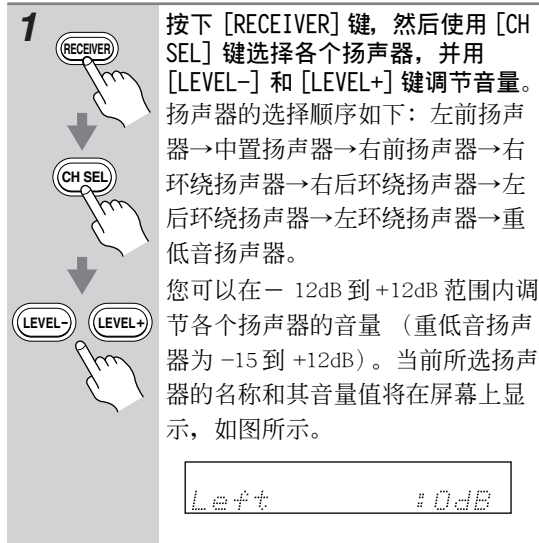 1
RECEIVER
CH SEL
LEVEL-
LEVEL+
按下 [RECEIVER] 键，然后使用 [CH
SEL] 键选择各个扬声器，并用
[LEVEL-] 和 [LEVEL+] 键调节音量。
扬声器的选择顺序如下：左前扬声
器→中置扬声器→右前扬声器→右
环绕扬声器→右后环绕扬声器→左
后环绕扬声器→左环绕扬声器→重
低音扬声器。
您可以在－ 12dB 到 +12dB 范围内调
节各个扬声器的音量 （重低音扬声
器为 -15 到 +12dB）。当前所选扬声
器的名称和其音量值将在屏幕上显
示，如图所示。
Left :0dB